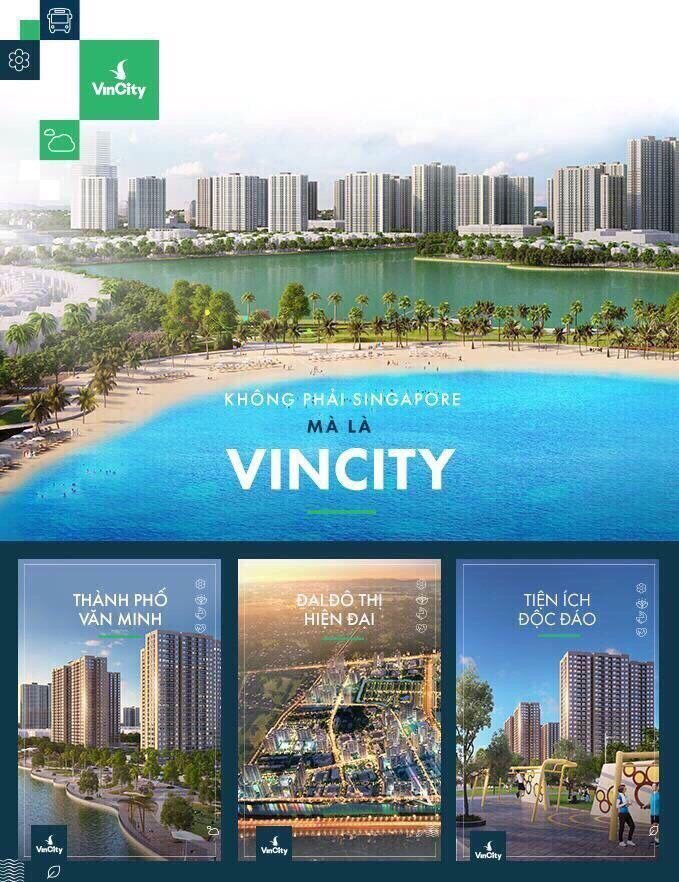 VinCity
KHÔNG PHẢI SINGAPORE
MÀ LÀ
VINCITY
THÀNH PHỐ
VĂN MINH
ĐẠI ĐÔ THỊ
HIỆN ĐẠI
TIỆN ÍCH
ĐỘC ĐÁO
VinCity
VinCity
VinCity